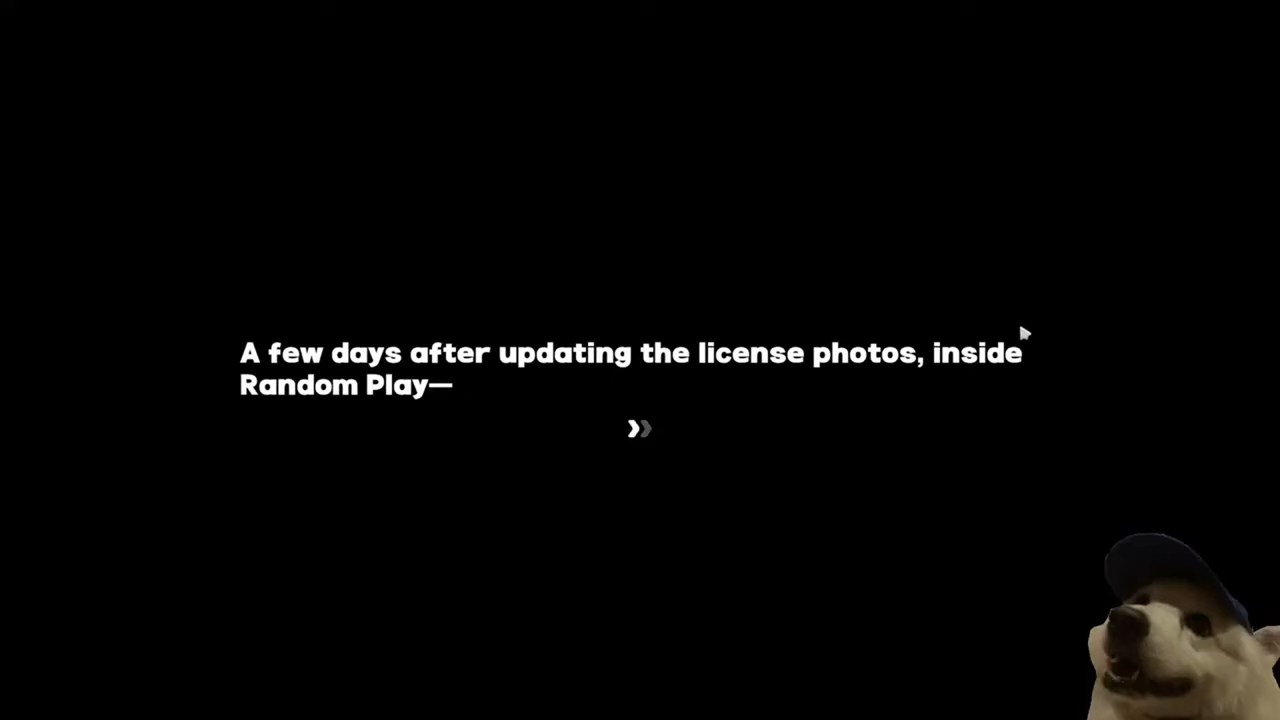 A few days after updating the license photos, inside
Random Play—